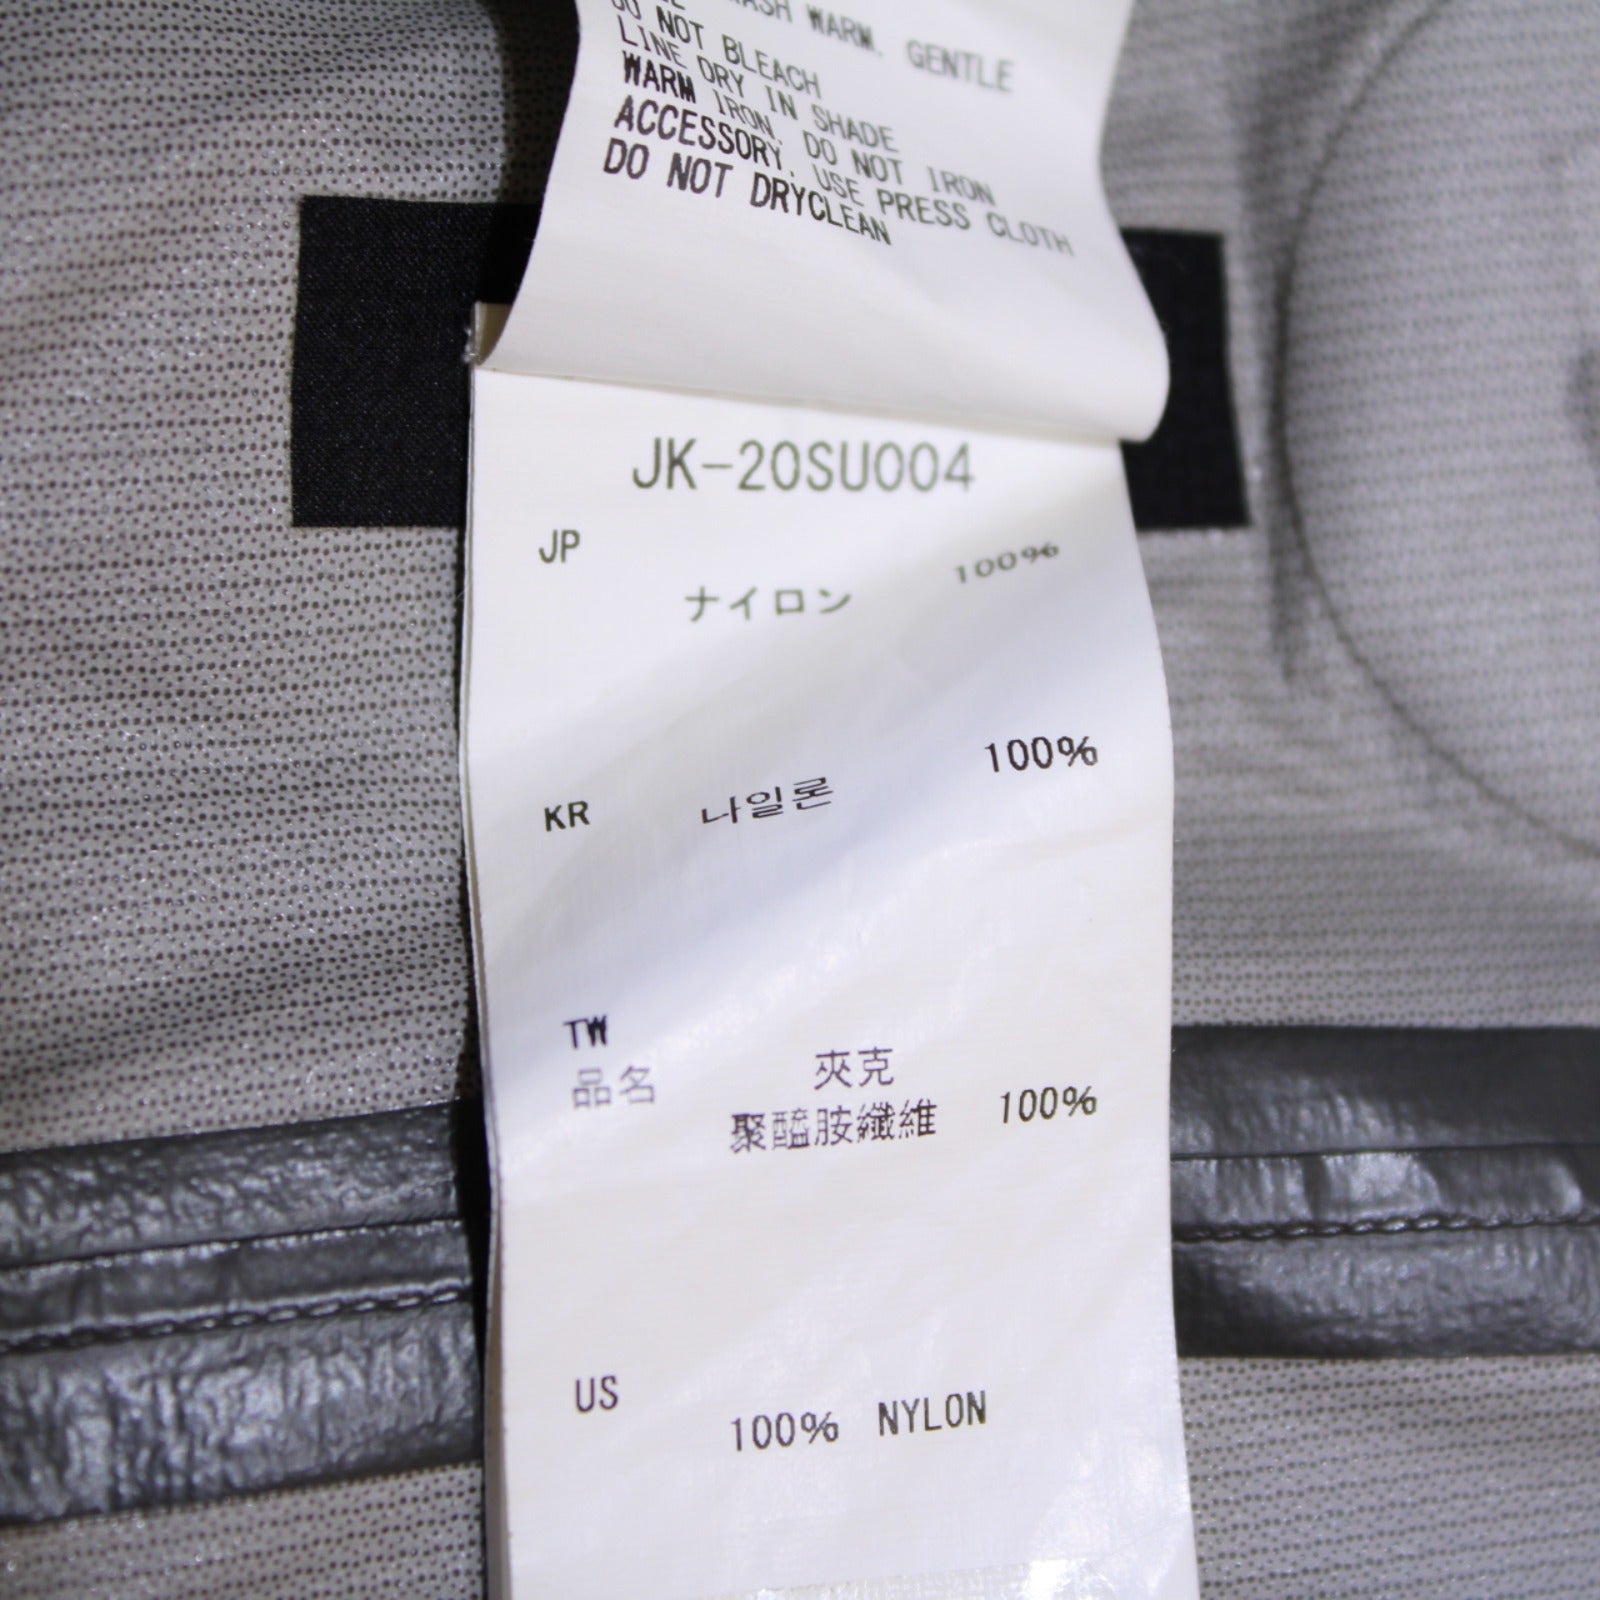 WARM. GENTLE
DO NOT BLEACH
LINE DRY IN SHADE
WARM IRON. DO NOT IRON
ACCESSORY. USE PRESS CLOTH
DO NOT DRYCLEAN
JK-20SU004
JP
ナイロン 100%
KR 나일론 100%
TW
品名 夾克
聚醯胺纖維 100%
US
100% NYLON